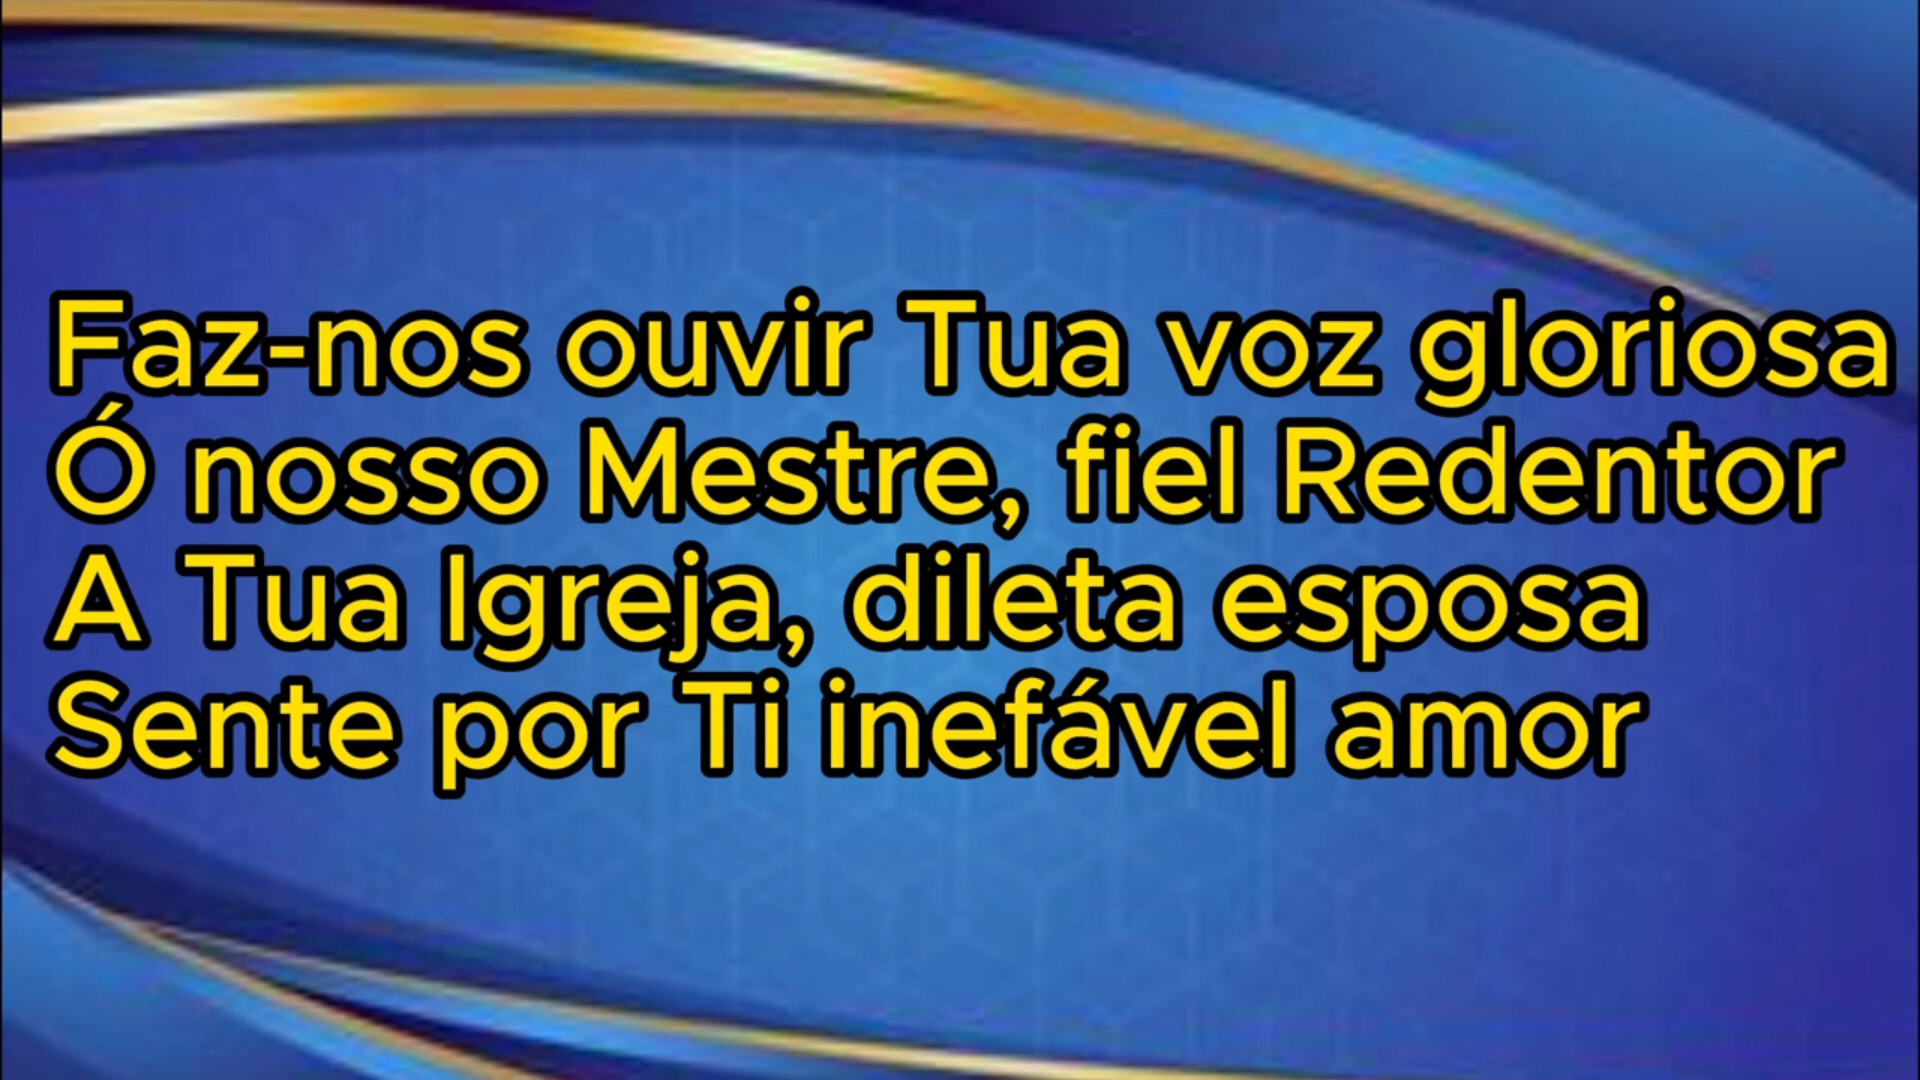 Faz-nos ouvir Tua voz gloriosa
Ó nosso Mestre, fiel Redentor
A Tua Igreja, dileta esposa
Sente por Ti inefável amor